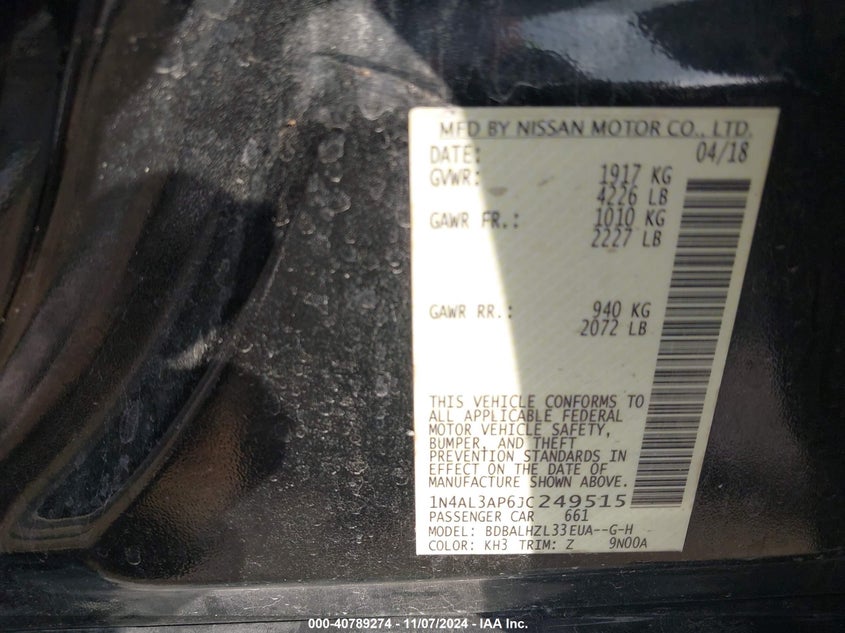 MFD BY NISSAN MOTOR CO., LTD.
DATE: 04/18
GVWR: 1917 KG
4226 LB
GAWR FR.: 1010 KG
2227 LB
GAWR RR.: 940 KG
2072 LB
THIS VEHICLE CONFORMS TO
ALL APPLICABLE FEDERAL
MOTOR VEHICLE SAFETY,
BUMPER, AND THEFT
PREVENTION STANDARDS IN
EFFECT ON THE DATE OF
MANUFACTURE SHOWN ABOVE.
1N4AL3AP6JC249515
PASSENGER CAR 661
MODEL: BDBALHZL33EUA--G-H
COLOR: KH3 TRIM: Z 9N00A
000-40789274 - 11/07/2024 - IAA Inc.